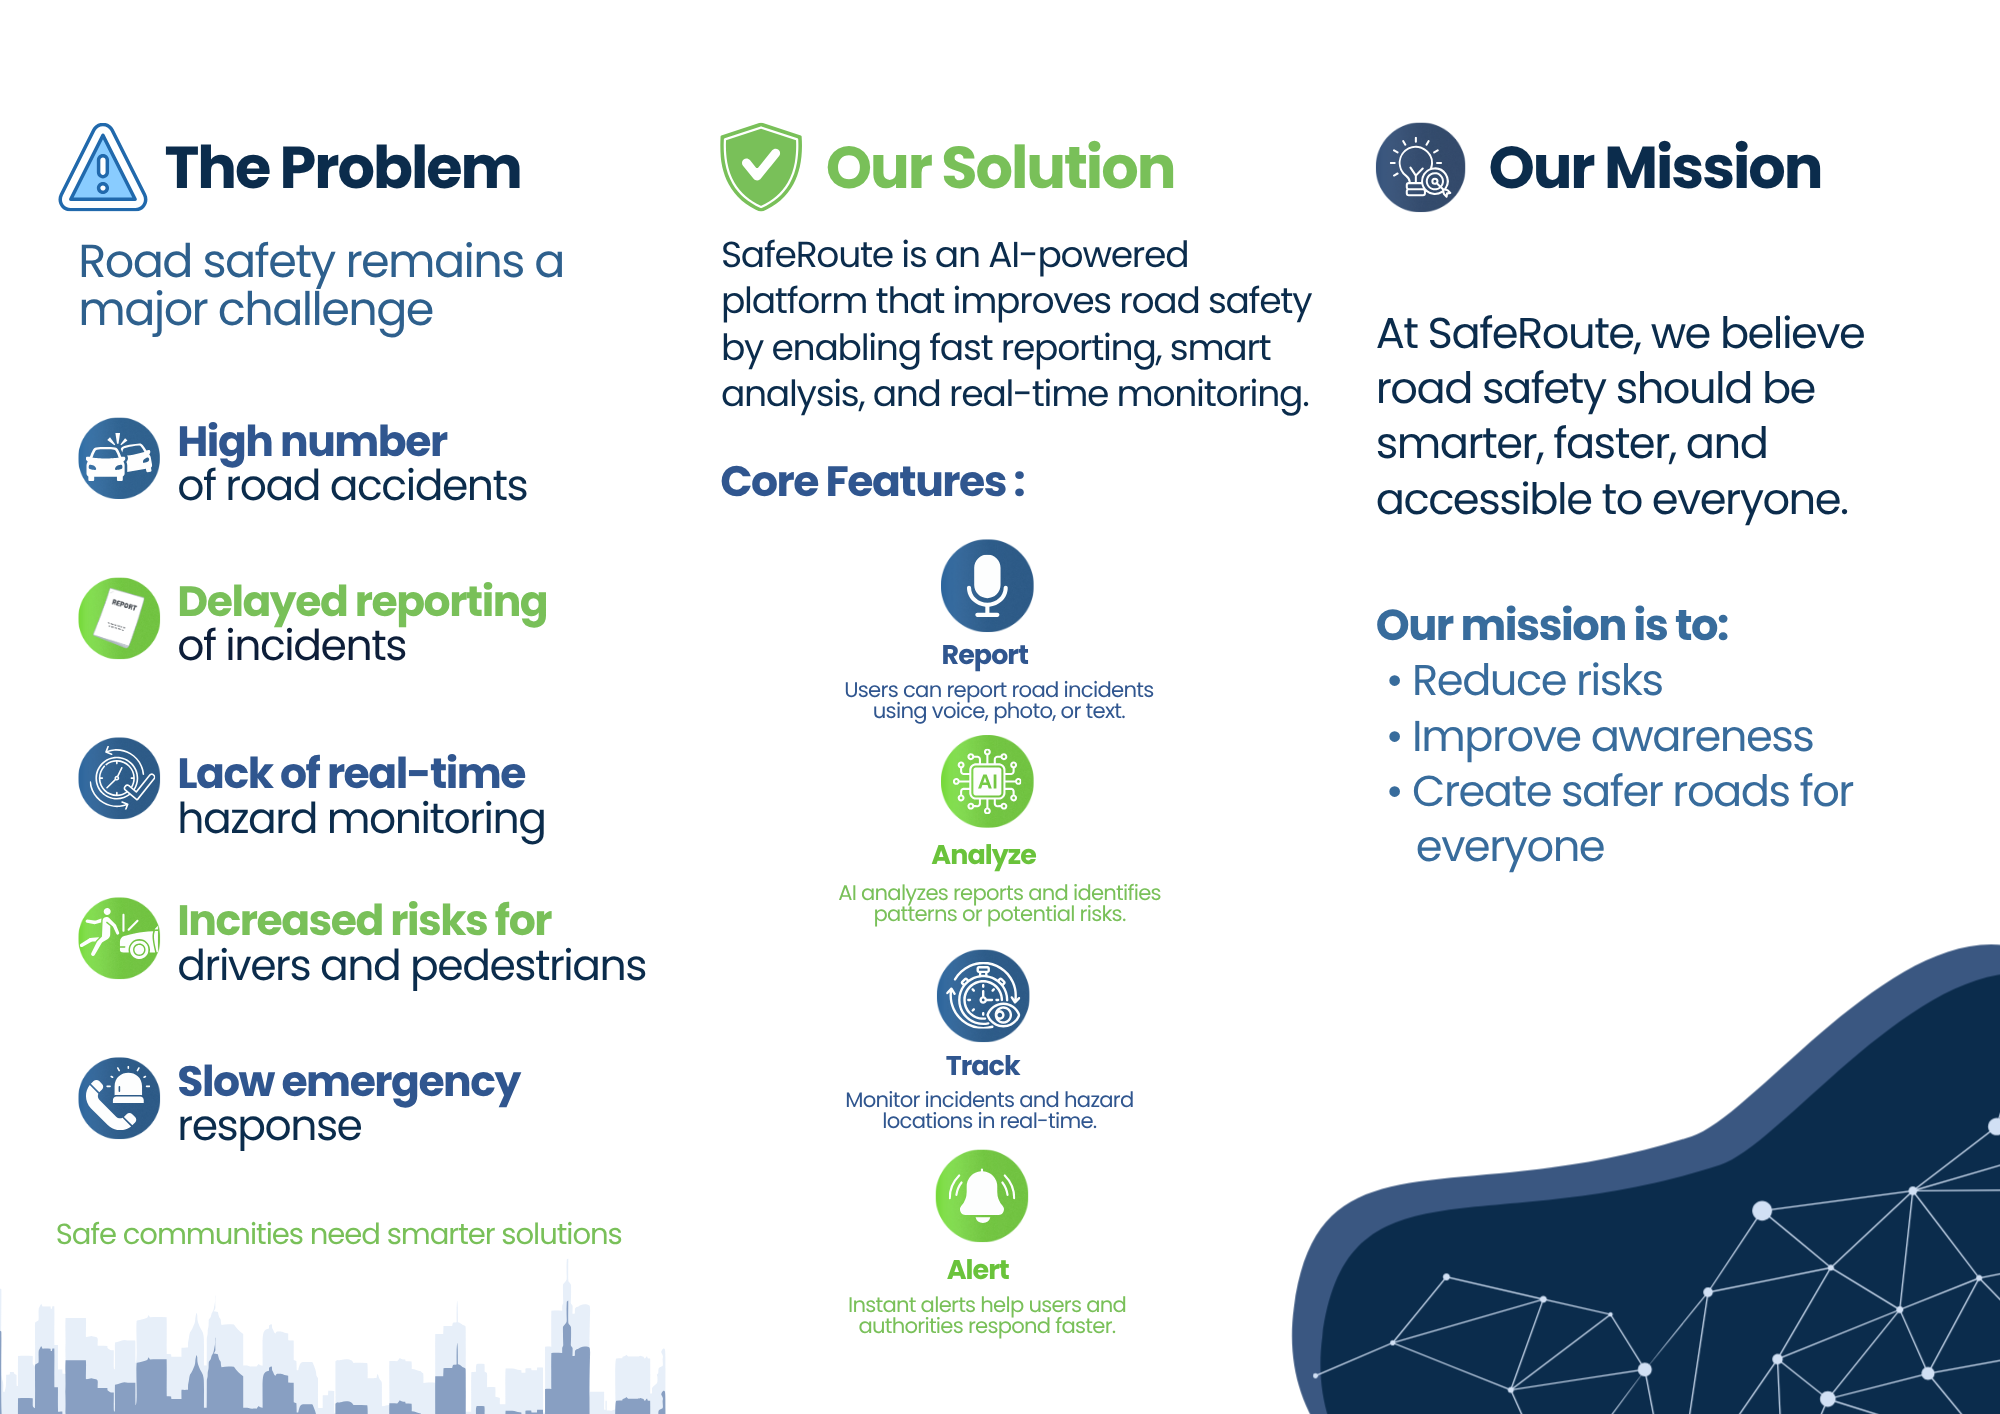 The Problem
Road safety remains a
major challenge
High number
of road accidents
REPORT
Delayed reporting
of incidents
Lack of real-time
hazard monitoring
Increased risks for
drivers and pedestrians
Slow emergency
response
Safe communities need smarter solutions
Our Solution
SafeRoute is an AI-powered
platform that improves road safety
by enabling fast reporting, smart
analysis, and real-time monitoring.
Core Features :
Report
Users can report road incidents
using voice, photo, or text.
AI
Analyze
AI analyzes reports and identifies
patterns or potential risks.
Track
Monitor incidents and hazard
locations in real-time.
Alert
Instant alerts help users and
authorities respond faster.
Our Mission
At SafeRoute, we believe
road safety should be
smarter, faster, and
accessible to everyone.
Our mission is to:
• Reduce risks
• Improve awareness
• Create safer roads for
everyone